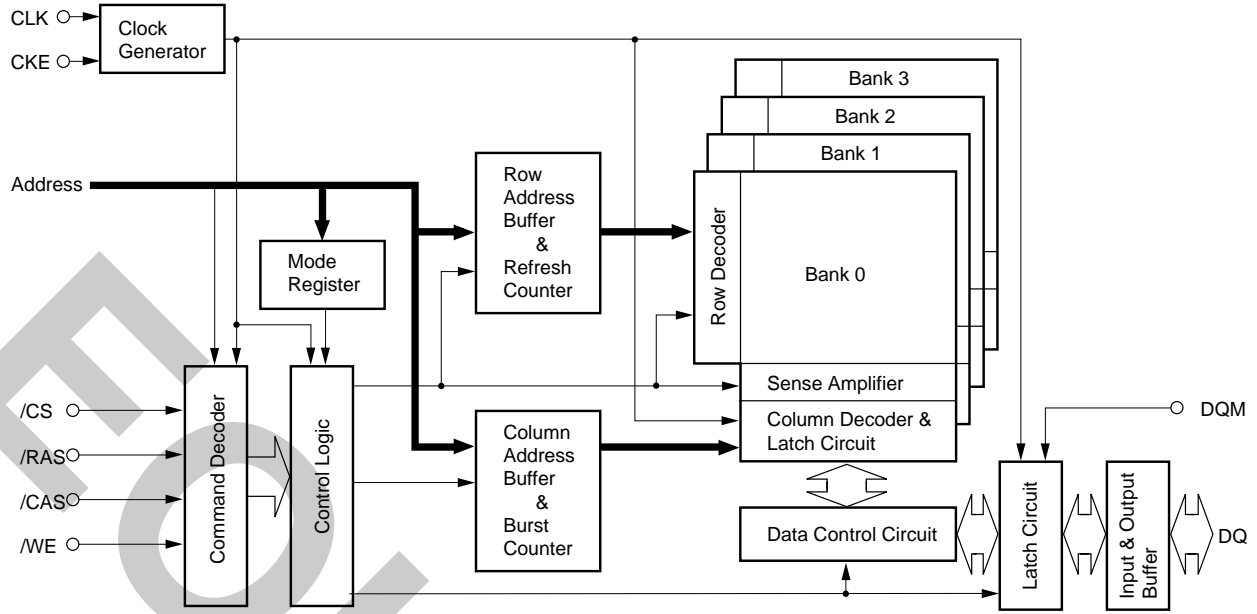 CLK
CKE
Clock
Generator
Bank 3
Bank 2
Bank 1
Address
Row
Address
Buffer
&
Refresh
Counter
Row Decoder
Bank 0
Mode
Register
Sense Amplifier
/CS
/RAS
/CAS
/WE
Command Decoder
Control Logic
Column
Address
Buffer
&
Burst
Counter
Column Decoder &
Latch Circuit
DQM
Data Control Circuit
Latch Circuit
Input & Output
Buffer
DQ